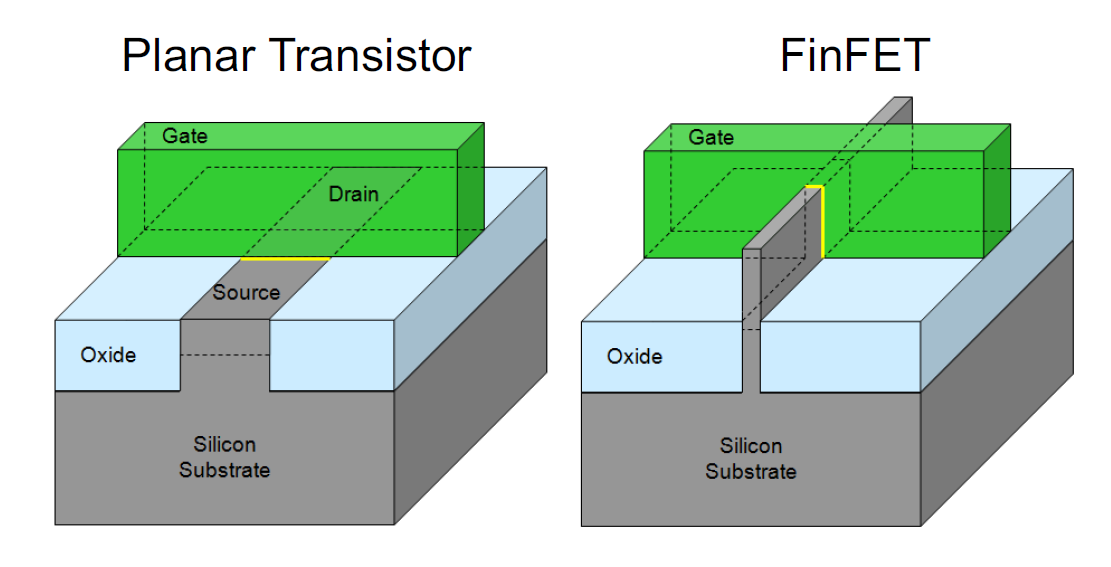 Planar Transistor
FinFET
Gate
Drain
Source
Oxide
Silicon
Substrate
Gate
Oxide
Silicon
Substrate